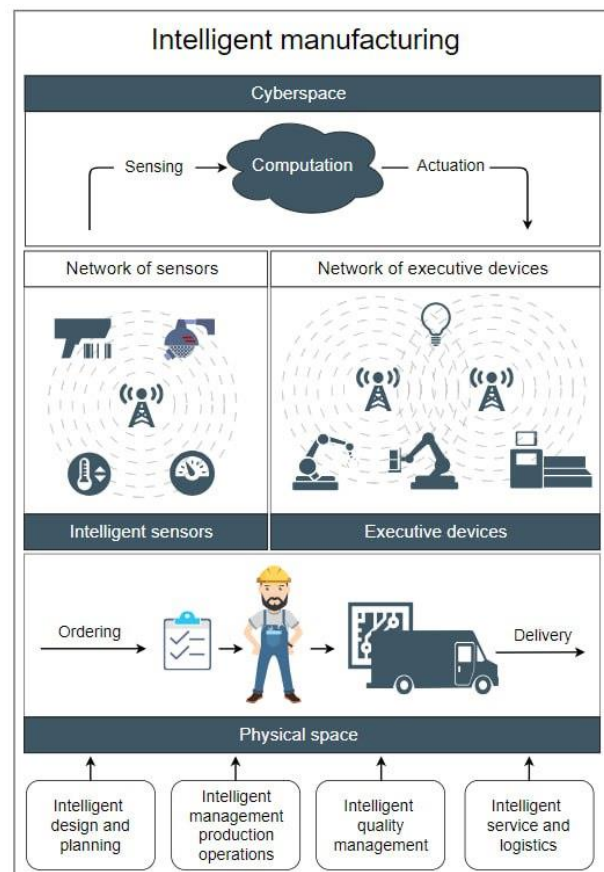 Intelligent manufacturing
Cyberspace
Sensing
Computation
Actuation
Network of sensors
Network of executive devices
Intelligent sensors
Executive devices
Ordering
Delivery
Physical space
Intelligent
design and
planning
Intelligent
management
production
operations
Intelligent
quality
management
Intelligent
service and
logistics